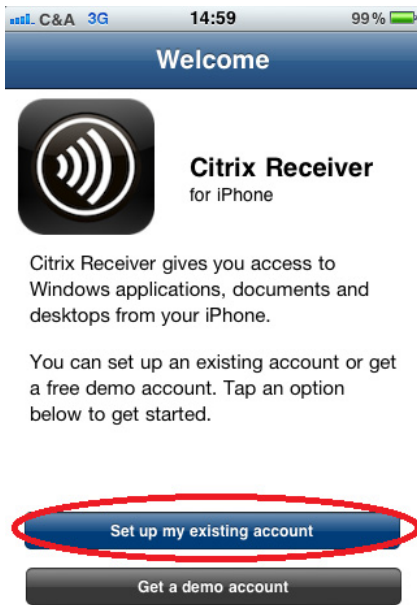 C&A 3G 14:59 99%
Welcome
Citrix Receiver
for iPhone
Citrix Receiver gives you access to
Windows applications, documents and
desktops from your iPhone.
You can set up an existing account or get
a free demo account. Tap an option
below to get started.
Set up my existing account
Get a demo account